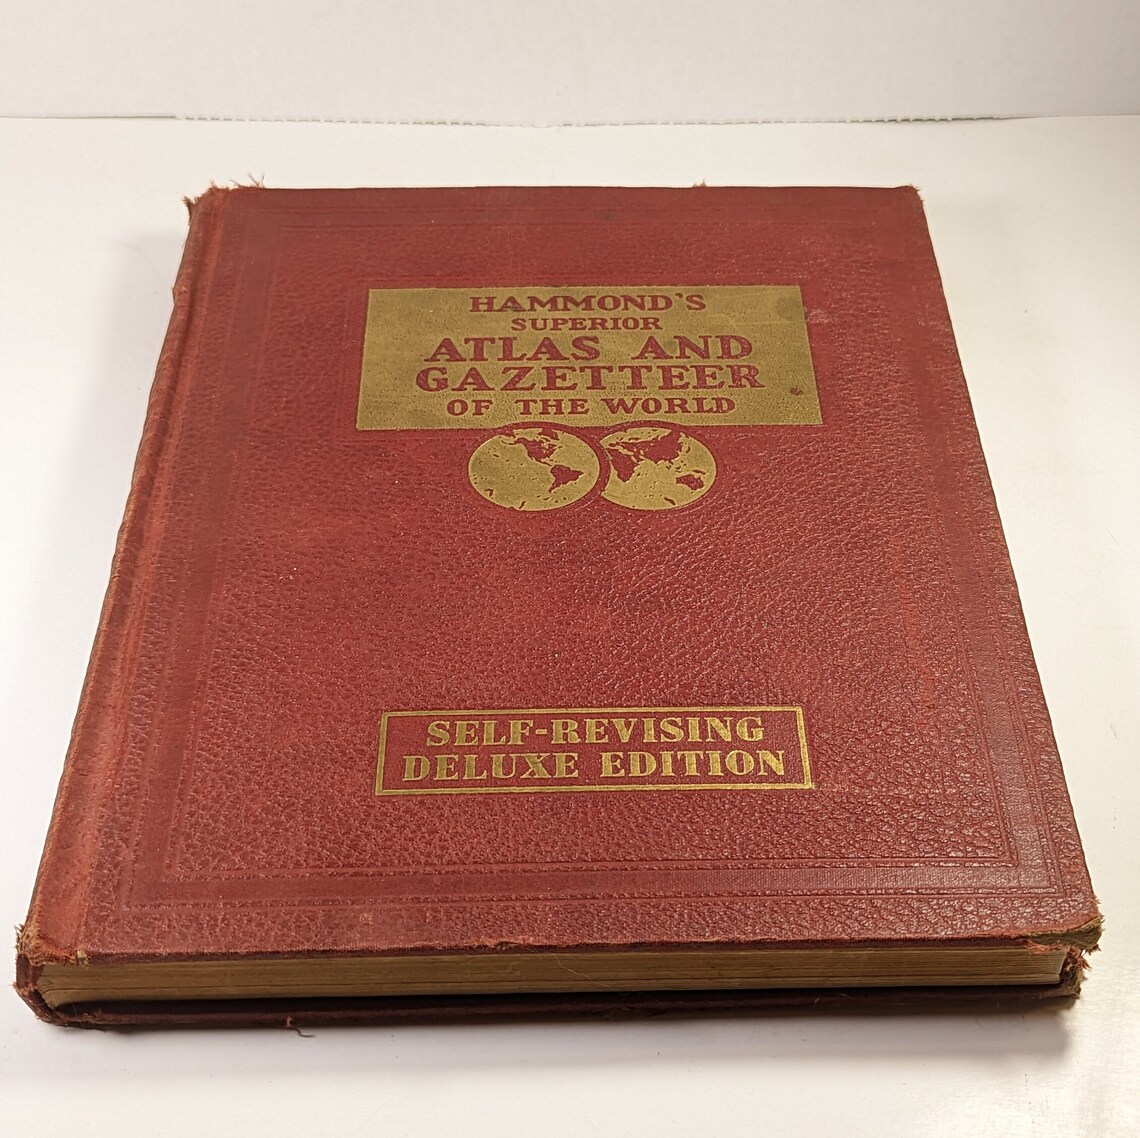 HAMMOND'S
SUPERIOR
ATLAS AND
GAZETTEER
OF THE WORLD
SELF-REVISING
DELUXE EDITION